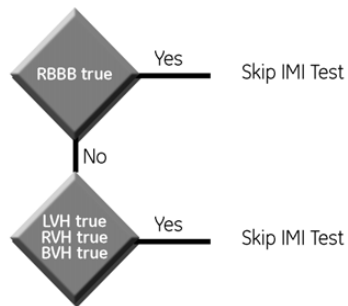 RBBB true
Yes
Skip IMI Test
No
LVH true
RVH true
BVH true
Yes
Skip IMI Test